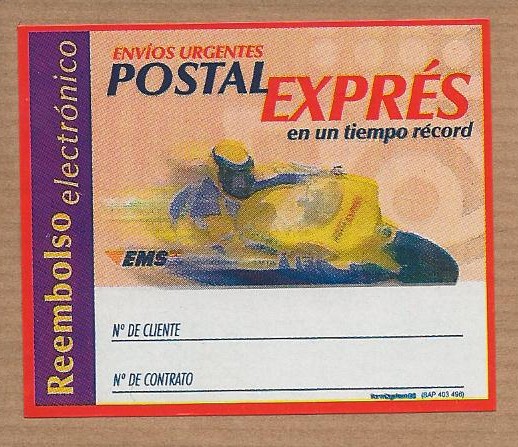 Reembolso electrónico
ENVÍOS URGENTES
POSTAL
EXPRÉS
en un tiempo récord
EMS
Nº DE CLIENTE
Nº DE CONTRATO
(SAP 403 496)